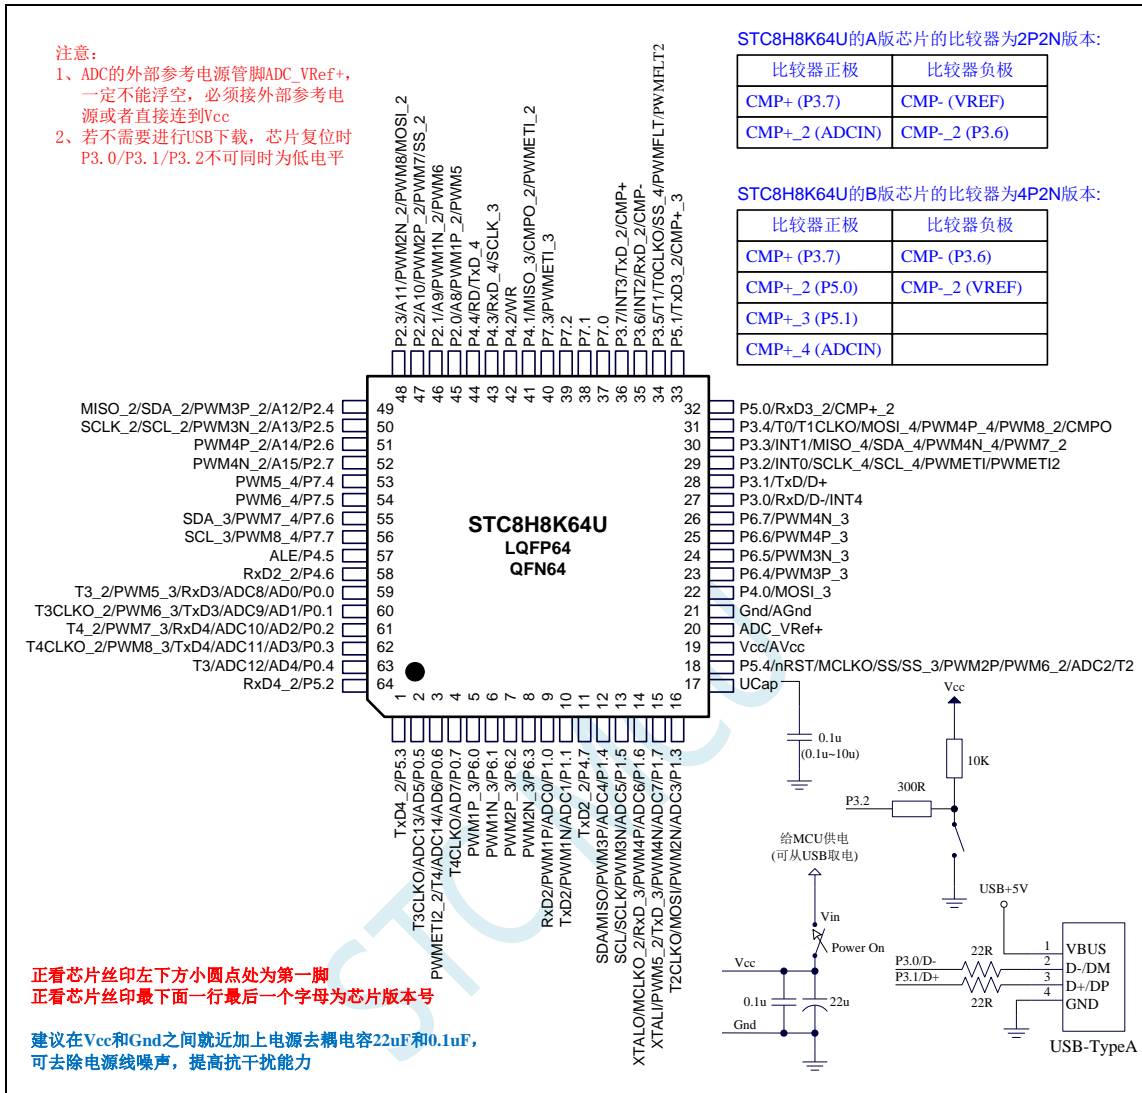 注意：
1、ADC的外部参考电源管脚ADC_VRef+，
一定不能浮空，必须接外部参考电
源或者直接连到Vcc
2、若不需要进行USB下载，芯片复位时
P3.0/P3.1/P3.2不可同时为低电平
STC8H8K64U的A版芯片的比较器为2P2N版本:
比较器正极 比较器负极
CMP+ (P3.7) CMP- (VREF)
CMP+_2 (ADCIN) CMP-_2 (P3.6)
STC8H8K64U的B版芯片的比较器为4P2N版本:
比较器正极 比较器负极
CMP+ (P3.7) CMP- (P3.6)
CMP+_2 (P5.0) CMP-_2 (VREF)
CMP+_3 (P5.1)
CMP+_4 (ADCIN)
P2.3/A11/PWM2N_2/PWM8/MOSI_2
P2.2/A10/PWM2P_2/PWM7/SS_2
P2.1/A9/PWM1N_2/PWM6
P2.0/A8/PWM1P_2/PWM5
P4.4/RD/TxD_4
P4.3/RxD_4/SCLK_3
P4.2/WR
P4.1/MISO_3/CMPO_2/PWMETI_2
P7.3/PWMETI_3
P7.2
P7.1
P7.0
P3.7/INT3/TxD_2/CMP+
P3.6/INT2/RxD_2/CMP-
P3.5/T1/T0CLKO/SS_4/PWMFLT/PWMFLT2
P5.1/TxD3_2/CMP+_3
48 47 46 45 44 43 42 41 40 39 38 37 36 35 34 33
MISO_2/SDA_2/PWM3P_2/A12/P2.4 49
SCLK_2/SCL_2/PWM3N_2/A13/P2.5 50
PWM4P_2/A14/P2.6 51
PWM4N_2/A15/P2.7 52
PWM5_4/P7.4 53
PWM6_4/P7.5 54
SDA_3/PWM7_4/P7.6 55
SCL_3/PWM8_4/P7.7 56
ALE/P4.5 57
RxD2_2/P4.6 58
T3_2/PWM5_3/RxD3/ADC8/AD0/P0.0 59
T3CLKO_2/PWM6_3/TxD3/ADC9/AD1/P0.1 60
T4_2/PWM7_3/RxD4/ADC10/AD2/P0.2 61
T4CLKO_2/PWM8_3/TxD4/ADC11/AD3/P0.3 62
T3/ADC12/AD4/P0.4 63
RxD4_2/P5.2 64
STC8H8K64U
LQFP64
QFN64
32 P5.0/RxD3_2/CMP+_2
31 P3.4/T0/T1CLKO/MOSI_4/PWM4P_4/PWM8_2/CMPO
30 P3.3/INT1/MISO_4/SDA_4/PWM4N_4/PWM7_2
29 P3.2/INT0/SCLK_4/SCL_4/PWMETI/PWMETI2
28 P3.1/TxD/D+
27 P3.0/RxD/D-/INT4
26 P6.7/PWM4N_3
25 P6.6/PWM4P_3
24 P6.5/PWM3N_3
23 P6.4/PWM3P_3
22 P4.0/MOSI_3
21 Gnd/AGnd
20 ADC_VRef+
19 Vcc/AVcc
18 P5.4/nRST/MCLKO/SS/SS_3/PWM2P/PWM6_2/ADC2/T2
17 UCap
1 2 3 4 5 6 7 8 9 10 11 12 13 14 15 16
TxD4_2/P5.3
T3CLKO/ADC13/AD5/P0.5
PWMETI2_2/T4/ADC14/AD6/P0.6
T4CLKO/AD7/P0.7
PWM1P_3/P6.0
PWM1N_3/P6.1
PWM2P_3/P6.2
PWM2N_3/P6.3
RxD2/PWM1P/ADC0/P1.0
TxD2/PWM1N/ADC1/P1.1
TxD2_2/P4.7
SDA/MISO/PWM3P/ADC4/P1.4
SCL/SCLK/PWM3N/ADC5/P1.5
XTALO/MCLKO_2/RxD_3/PWM4P/ADC6/P1.6
XTALI/PWM5_2/TxD_3/PWM4N/ADC7/P1.7
T2CLKO/MOSI/PWM2N/ADC3/P1.3
0.1u
(0.1u~10u)
Vcc
10K
300R
P3.2
给MCU供电
(可从USB取电)
Vin
Power On
Vcc
0.1u
22u
Gnd
USB+5V
P3.0/D-
P3.1/D+
22R
22R
1 VBUS
2 D-/DM
3 D+/DP
4 GND
USB-TypeA
正看芯片丝印左下方小圆点处为第一脚
正看芯片丝印最下面一行最后一个字母为芯片版本号
建议在Vcc和Gnd之间就近加上电源去耦电容22uF和0.1uF，
可去除电源线噪声，提高抗干扰能力
STCMCU